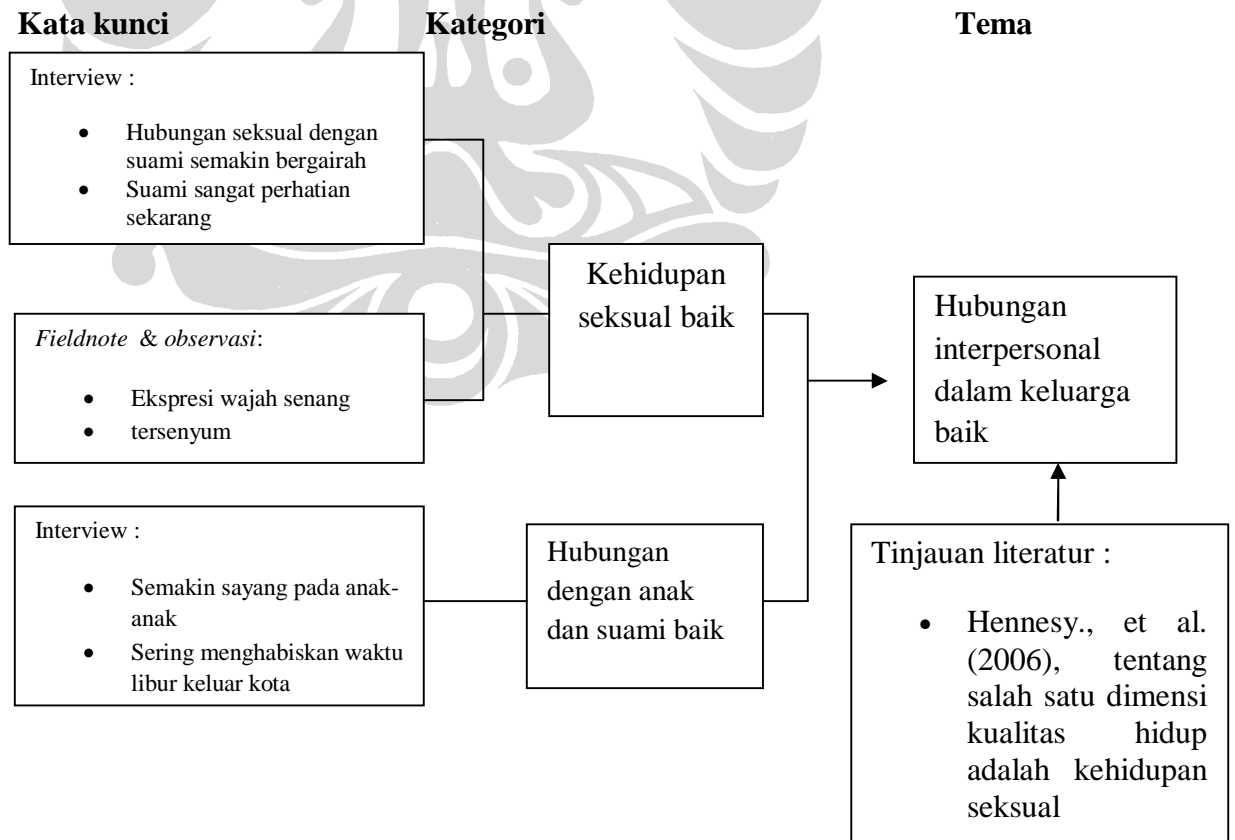 Kata kunci Kategori Tema
Interview :
• Hubungan seksual dengan
suami semakin bergairah
• Suami sangat perhatian
sekarang
Fieldnote & observasi:
• Ekspresi wajah senang
• tersenyum
Interview :
• Semakin sayang pada anak-
anak
• Sering menghabiskan waktu
libur keluar kota
Kehidupan
seksual baik
Hubungan
dengan anak
dan suami baik
Hubungan
interpersonal
dalam keluarga
baik
Tinjauan literatur :
• Hennesy., et al.
(2006), tentang
salah satu dimensi
kualitas hidup
adalah kehidupan
seksual